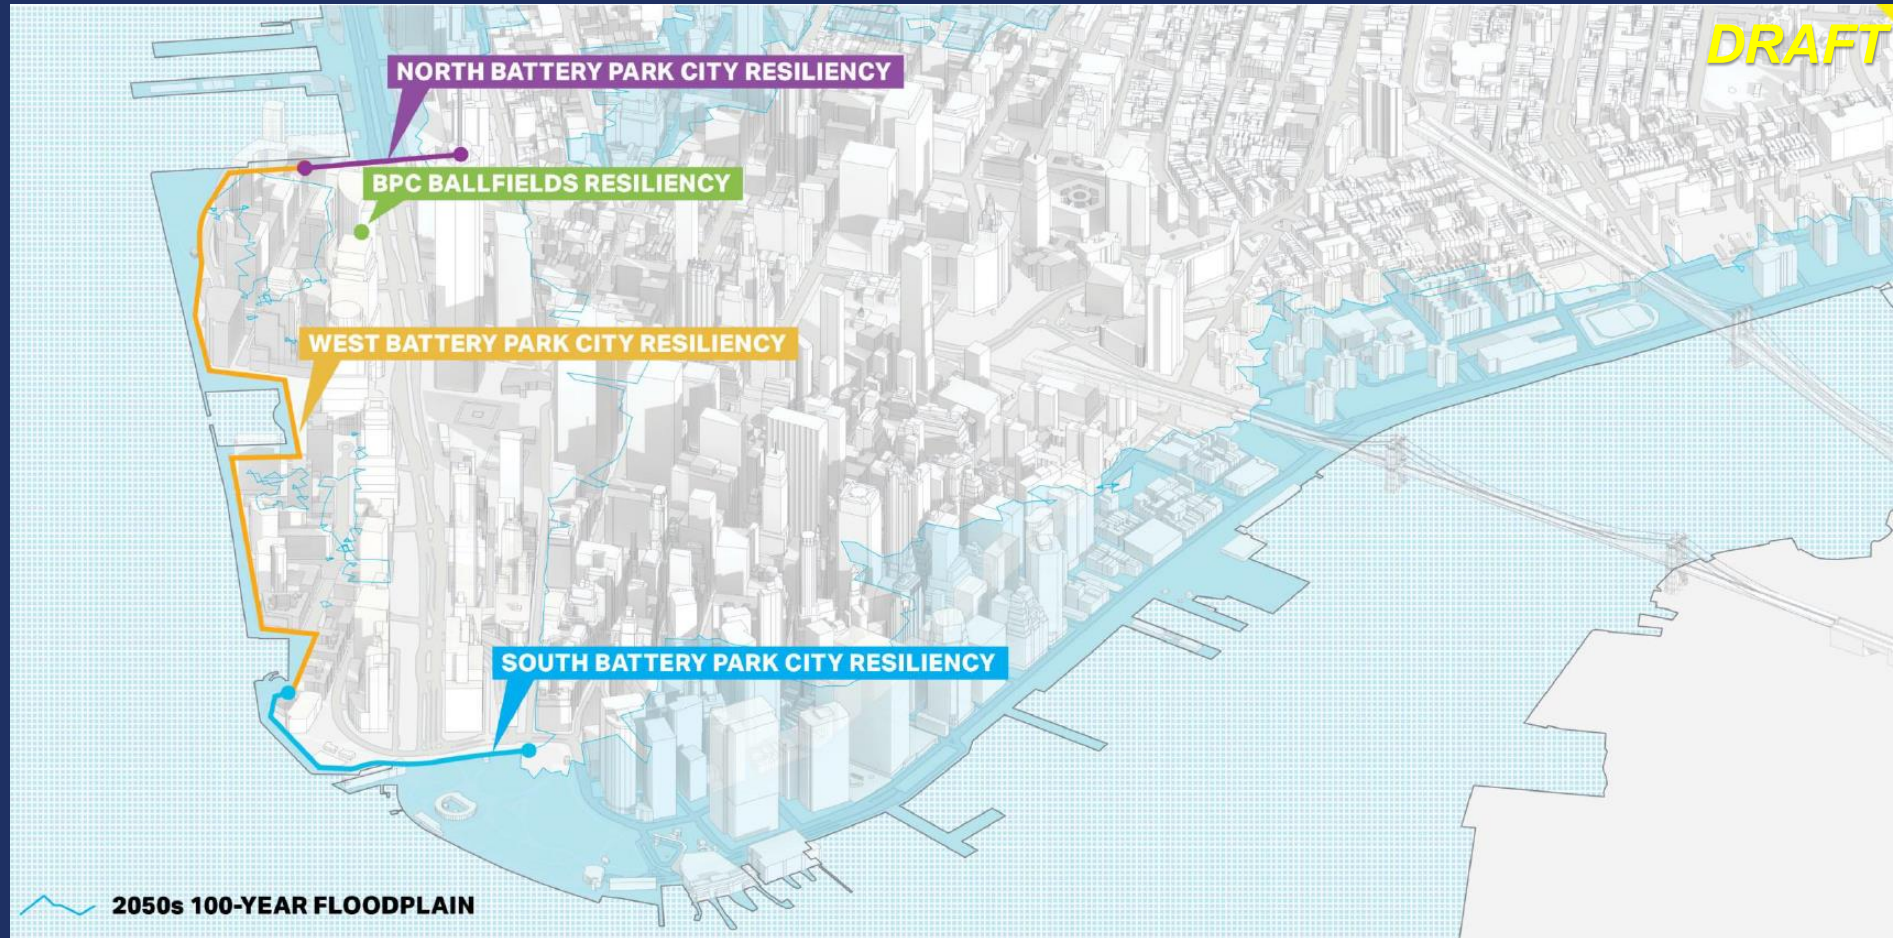 DRAFT
NORTH BATTERY PARK CITY RESILIENCY
BPC BALLFIELDS RESILIENCY
WEST BATTERY PARK CITY RESILIENCY
SOUTH BATTERY PARK CITY RESILIENCY
2050s 100-YEAR FLOODPLAIN